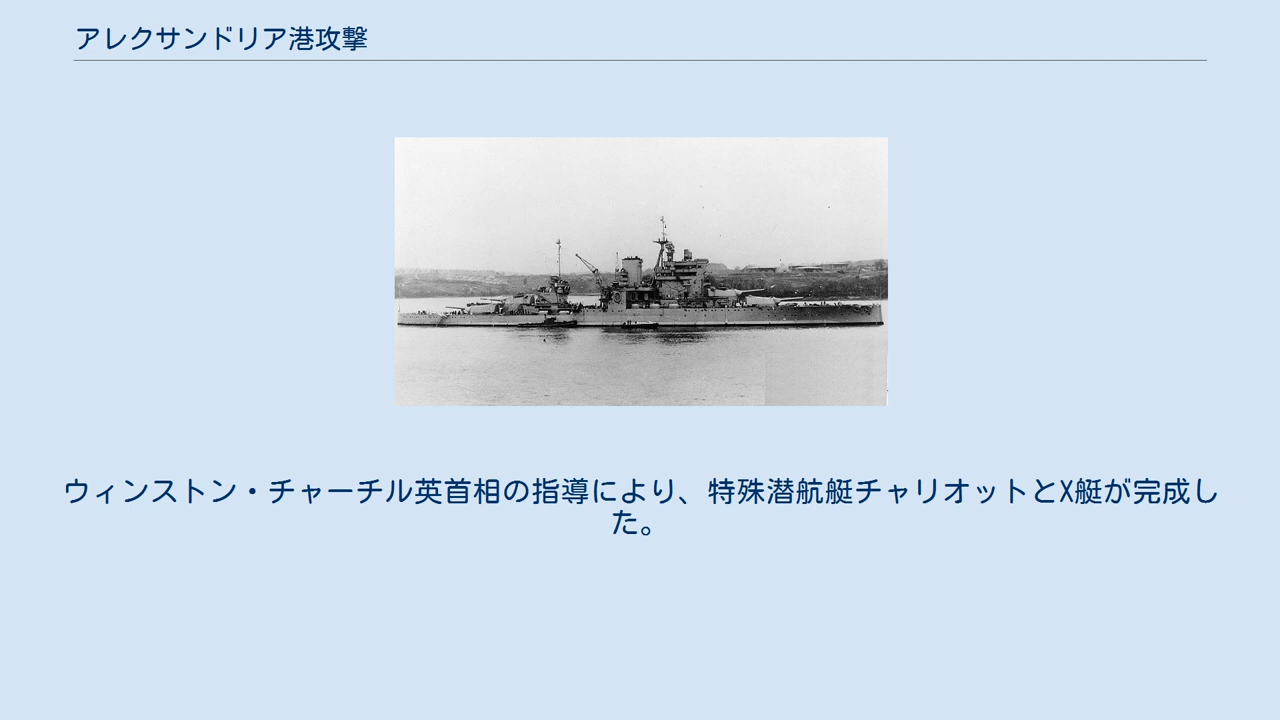 アレクサンドリア港攻撃
ウィンストン・チャーチル英首相の指導により、特殊潜航艇チャリオットとX艇が完成し
た。